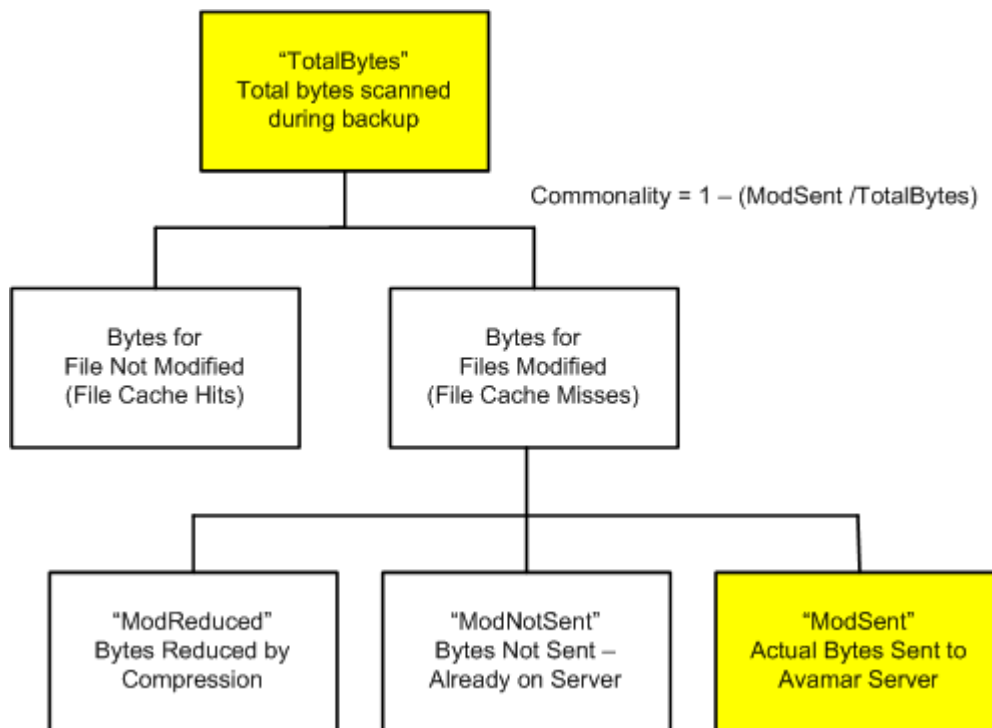 “TotalBytes”
Total bytes scanned
during backup
Commonality = 1 – (ModSent /TotalBytes)
Bytes for
File Not Modified
(File Cache Hits)
Bytes for
Files Modified
(File Cache Misses)
“ModReduced”
Bytes Reduced by
Compression
“ModNotSent”
Bytes Not Sent –
Already on Server
“ModSent”
Actual Bytes Sent to
Avamar Server